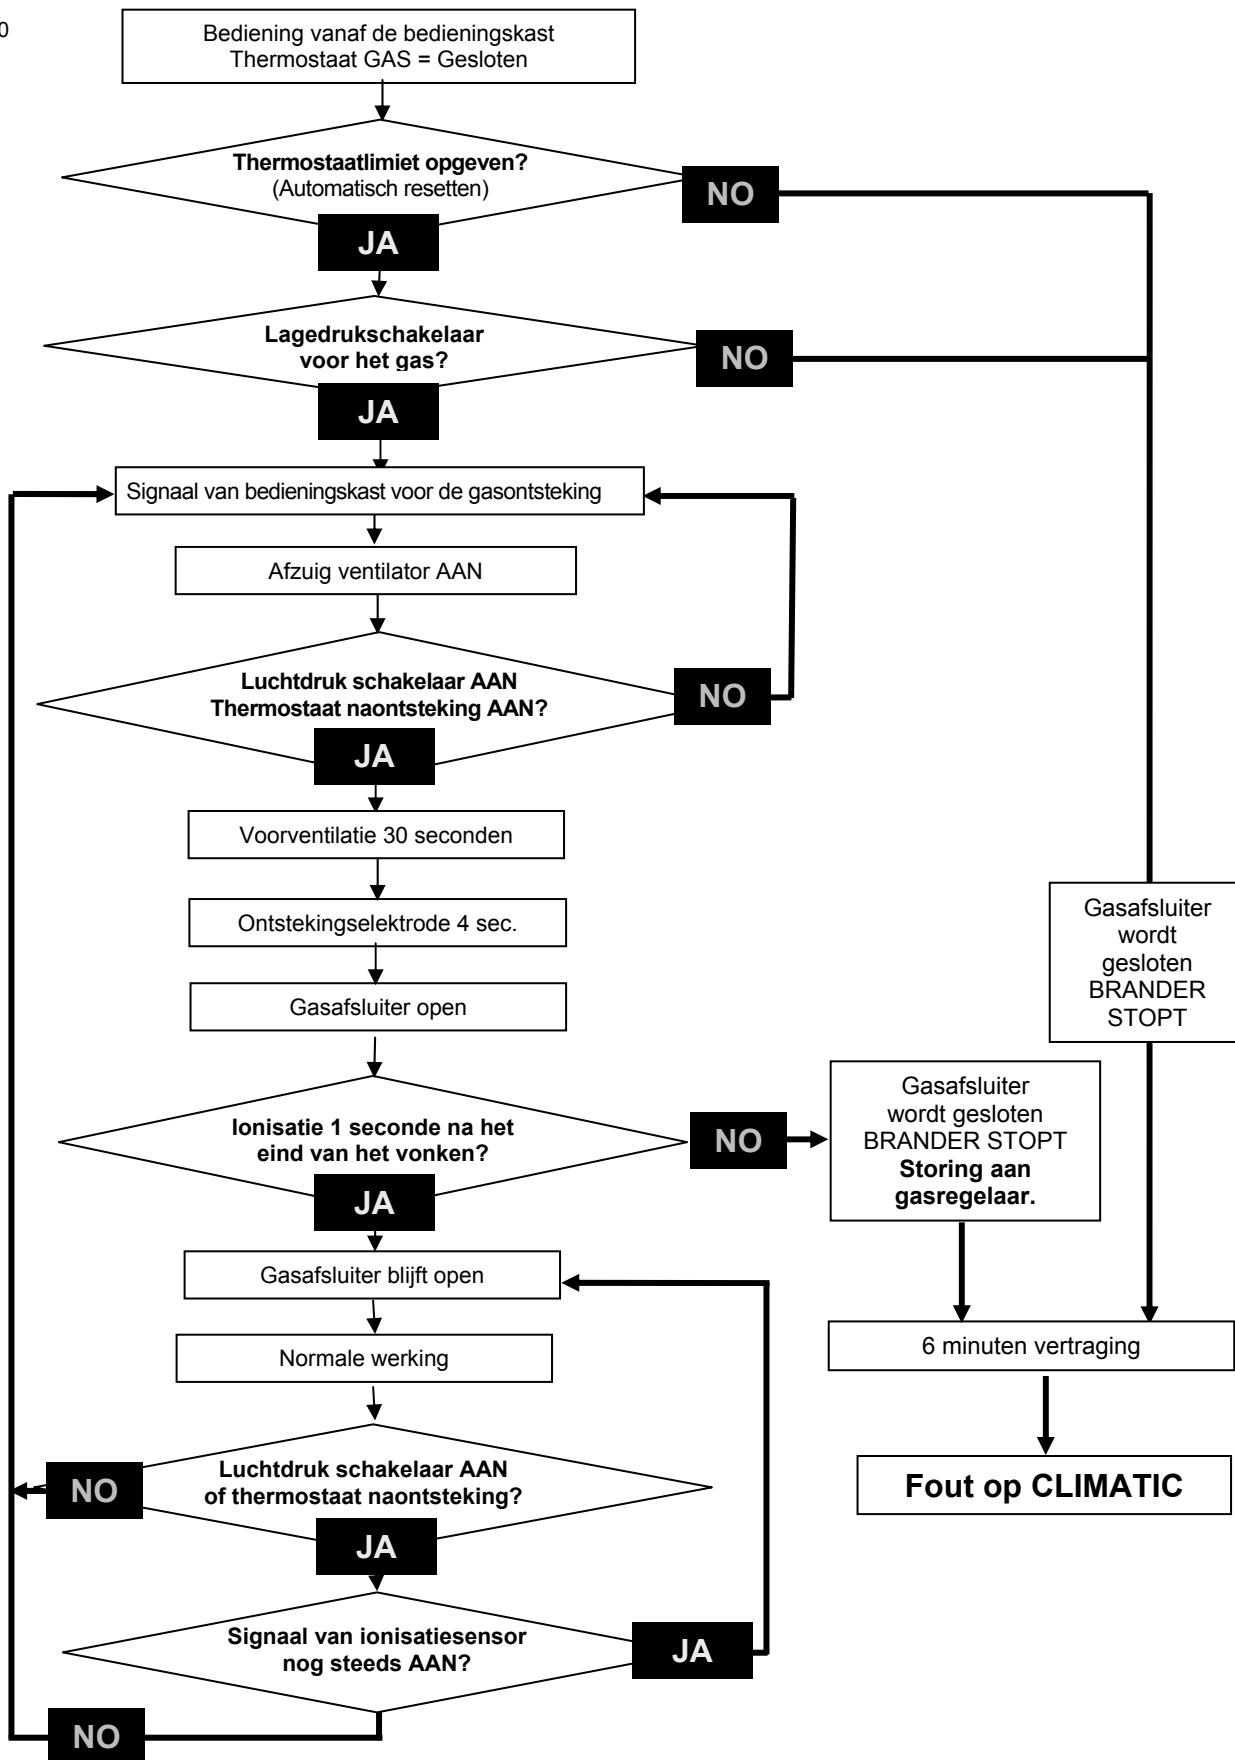 0
Bediening vanaf de bedieningskast
Thermostaat GAS = Gesloten
Thermostaatlimiet opgeven?
(Automatisch resetten)
NO
JA
Lagedrukschakelaar
voor het gas?
NO
JA
Signaal van bedieningskast voor de gasontsteking
Afzuig ventilator AAN
Luchtdruk schakelaar AAN
Thermostaat naontsteking AAN?
NO
JA
Voorventilatie 30 seconden
Ontstekingselektrode 4 sec.
Gasafsluiter open
Gasafsluiter
wordt
gesloten
BRANDER
STOPT
Ionisatie 1 seconde na het
eind van het vonken?
NO
JA
Gasafsluiter
wordt gesloten
BRANDER STOPT
Storing aan
gasregelaar.
Gasafsluiter blijft open
Normale werking
6 minuten vertraging
Luchtdruk schakelaar AAN
of thermostaat naontsteking?
NO
JA
Fout op CLIMATIC
Signaal van ionisatiesensor
nog steeds AAN?
JA
NO